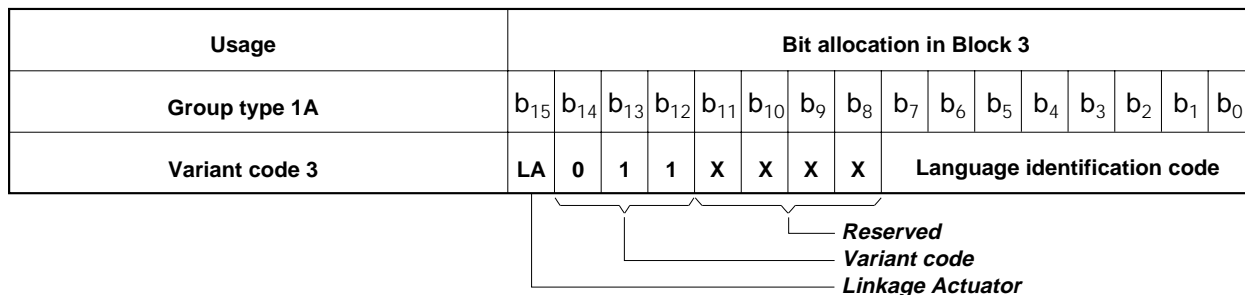 Usage Bit allocation in Block 3
Group type 1A b15 b14 b13 b12 b11 b10 b9 b8 b7 b6 b5 b4 b3 b2 b1 b0
Variant code 3 LA 0 1 1 X X X X Language identification code
Reserved
Variant code
Linkage Actuator